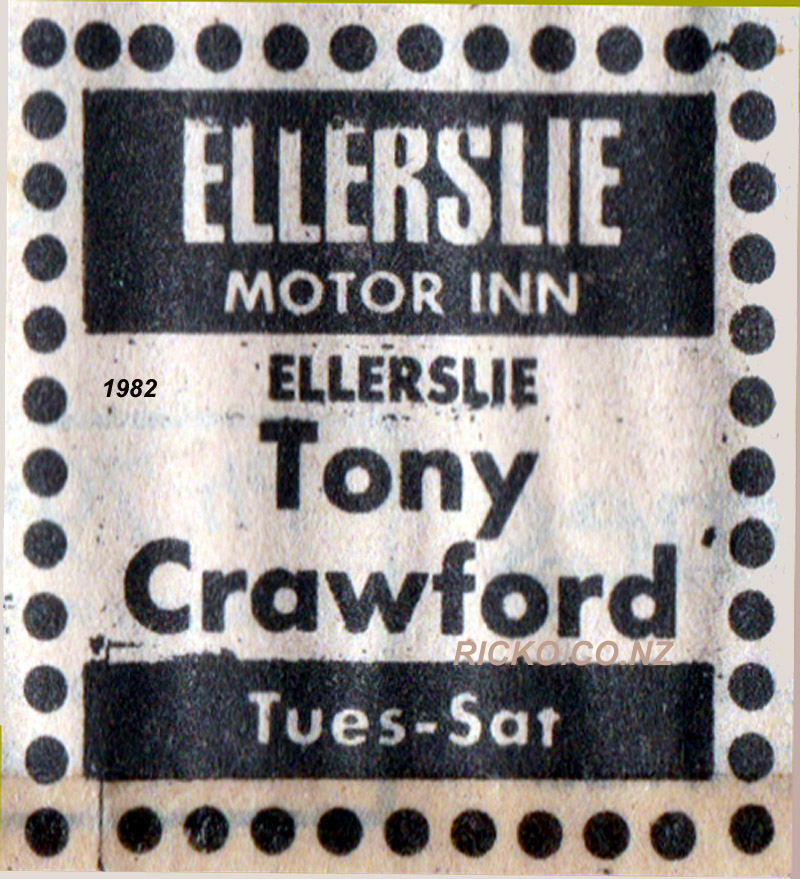 ELLERSLIE
MOTOR INN
1982
ELLERSLIE
Tony
Crawford
RICKO.CO.NZ
Tues-Sat